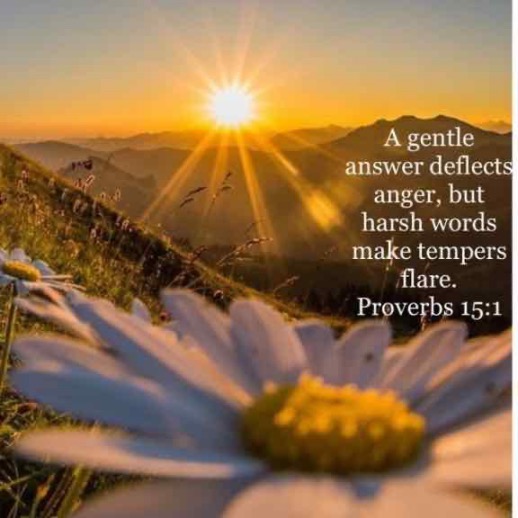 A gentle
answer deflects
anger, but
harsh words
make tempers
flare.
Proverbs 15:1